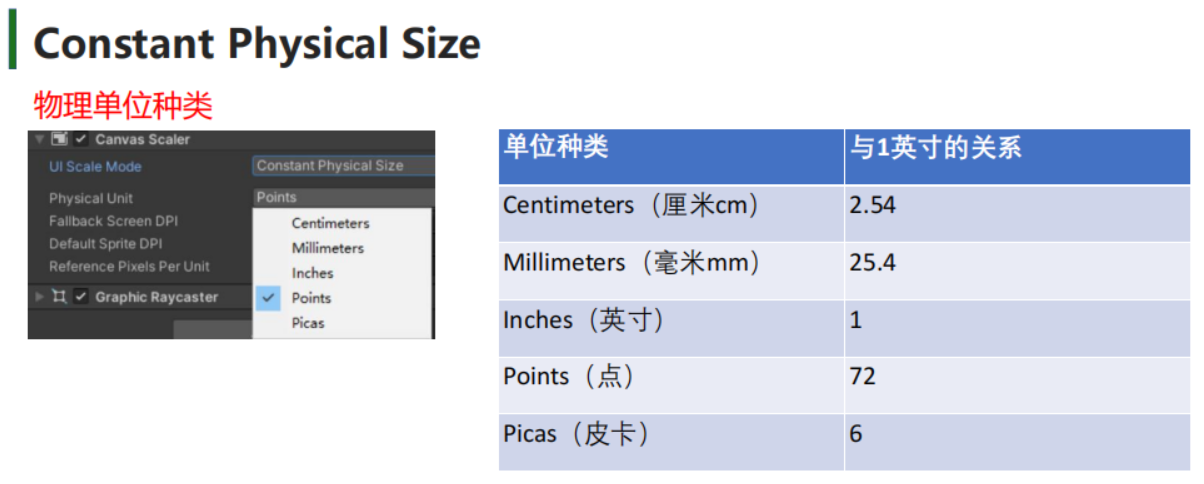 Constant Physical Size
物理单位种类
Canvas Scaler
UI Scale Mode Constant Physical Size
Physical Unit Points
Fallback Screen DPI
Default Sprite DPI
Reference Pixels Per Unit
Graphic Raycaster
Centimeters
Millimeters
Inches
Points
Picas
单位种类 与1英寸的关系
Centimeters（厘米cm） 2.54
Millimeters（毫米mm） 25.4
Inches（英寸） 1
Points（点） 72
Picas（皮卡） 6